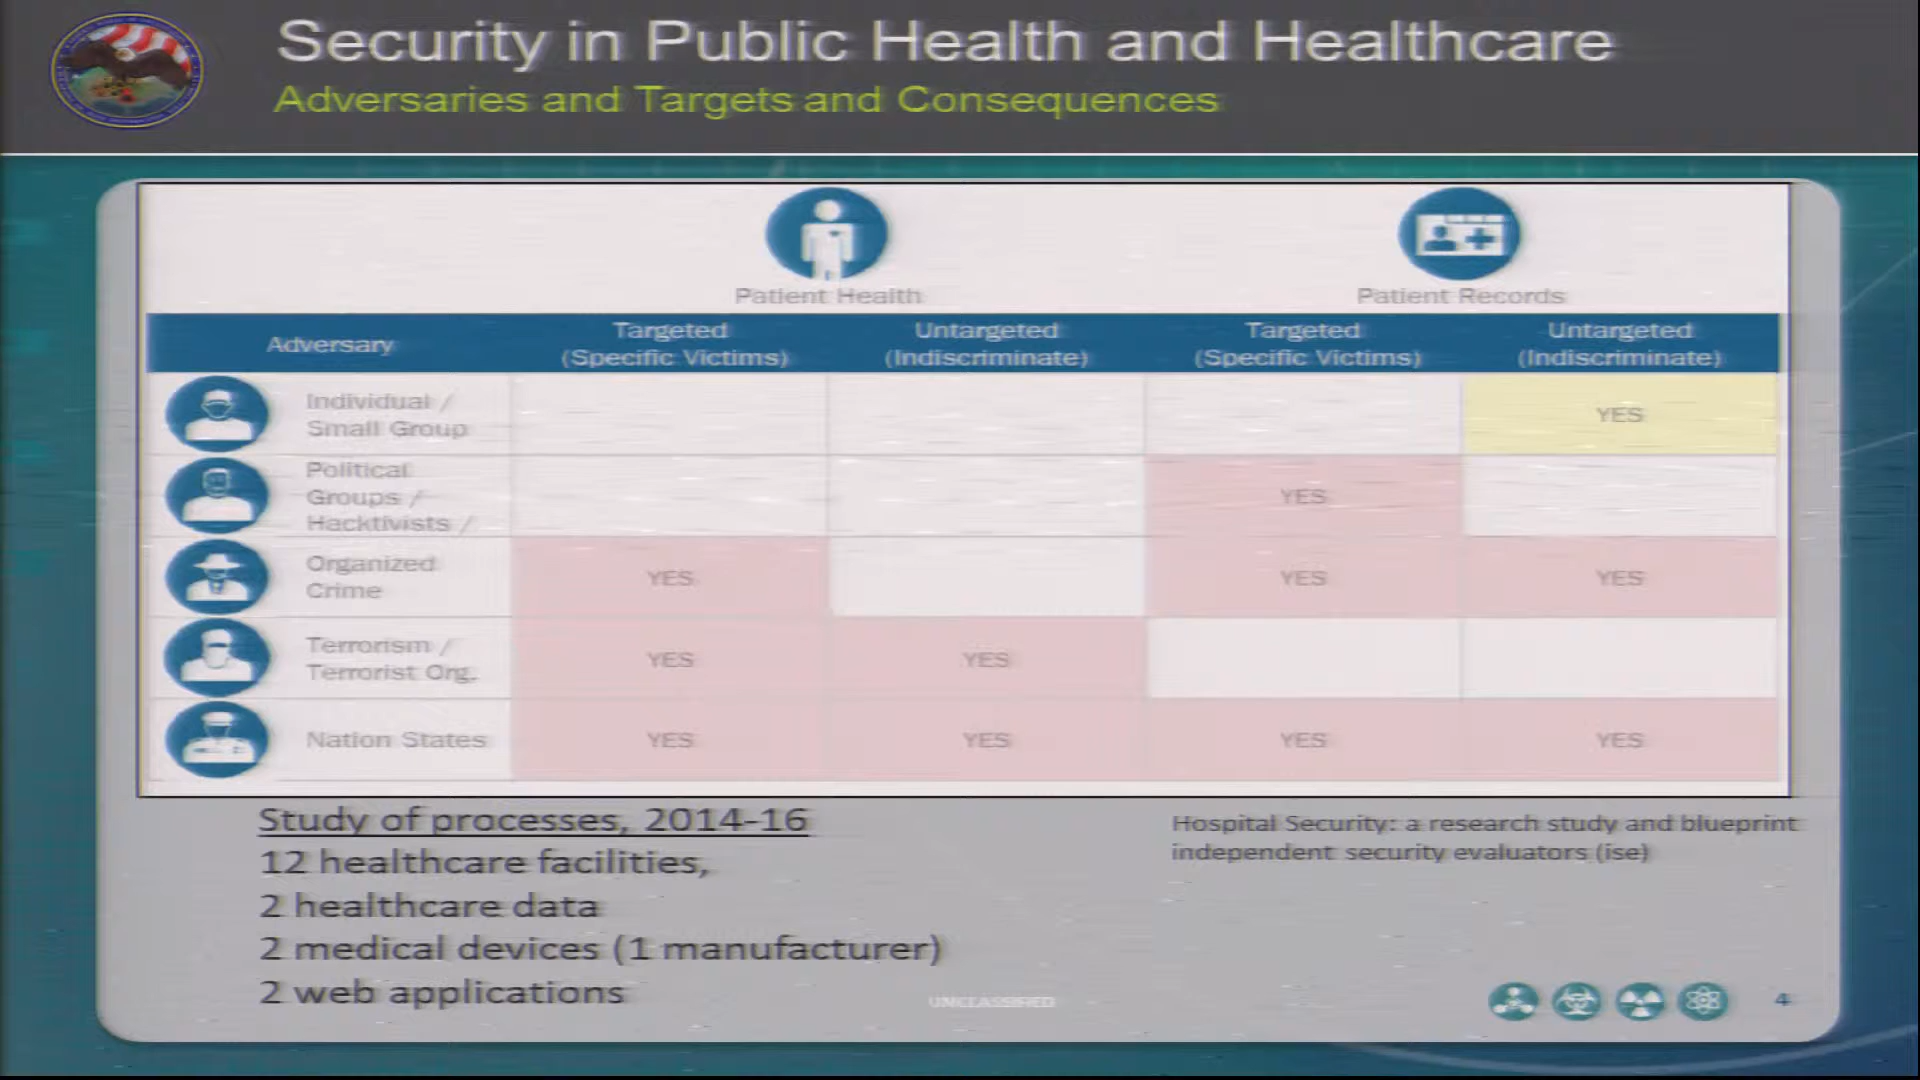 Security in Public Health and Healthcare
Adversaries and Targets and Consequences
Patient Health
Patient Records
Adversary
Targeted (Specific Victims)
Untargeted (Indiscriminate)
Targeted (Specific Victims)
Untargeted (Indiscriminate)
Individual /
Small Group
YES
Political
Groups /
Hacktivists /
YES
Organized
Crime
YES
YES
YES
Terrorism /
Terrorist Org.
YES
YES
Nation States
YES
YES
YES
YES
Study of processes, 2014-16
12 healthcare facilities,
2 healthcare data
2 medical devices (1 manufacturer)
2 web applications
Hospital Security: a research study and blueprint
independent security evaluators (ise)
UNCLASSIFIED
4